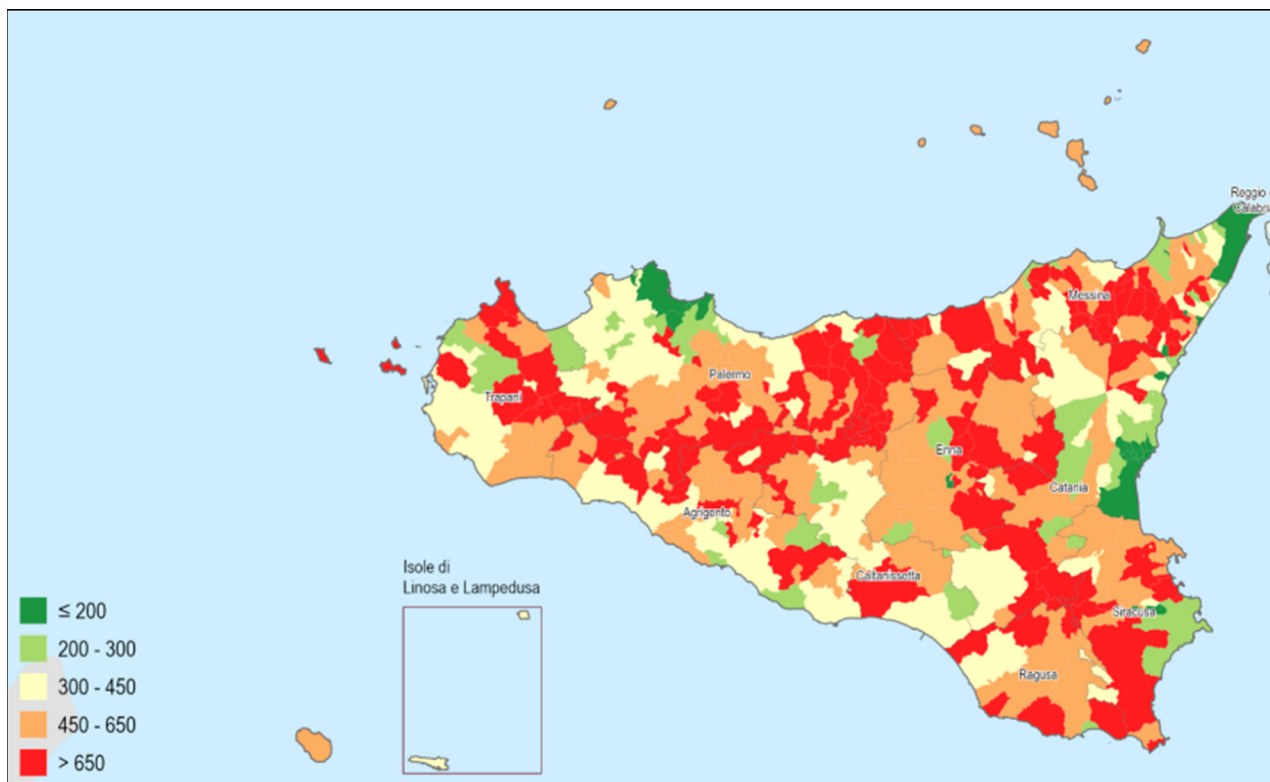 Reggio
Calabria
Messina
Palermo
Trapani
Enna
Catania
Agrigento
Isole di
Linosa e Lampedusa
Caltanissetta
Siracusa
Ragusa
≤ 200
200 - 300
300 - 450
450 - 650
> 650